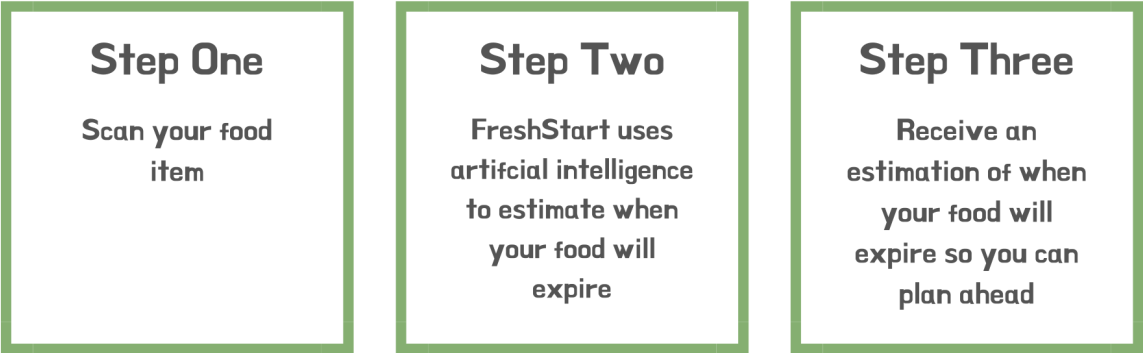 Step One
Scan your food
item
Step Two
FreshStart uses
artifcial intelligence
to estimate when
your food will
expire
Step Three
Receive an
estimation of when
your food will
expire so you can
plan ahead